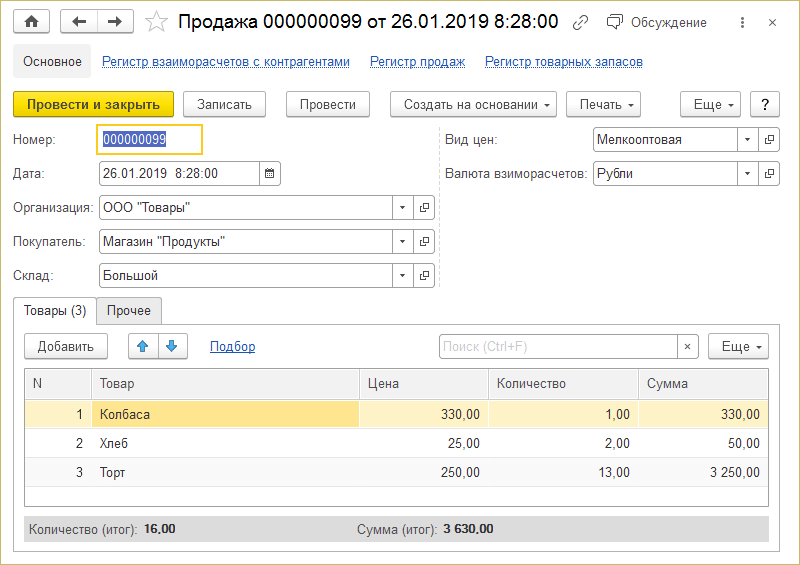 Продажа 000000099 от 26.01.2019 8:28:00 Обсуждение
Основное Регистр взаиморасчетов с контрагентами Регистр продаж Регистр товарных запасов
Провести и закрыть Записать Провести Создать на основании Печать Еще ?
Номер: 000000099 Вид цен: Мелкооптовая
Дата: 26.01.2019 8:28:00 Валюта взиморасчетов: Рубли
Организация: ООО "Товары"
Покупатель: Магазин "Продукты"
Склад: Большой
Товары (3) Прочее
Добавить Подбор Поиск (Ctrl+F) × Еще
N Товар Цена Количество Сумма
1 Колбаса 330,00 1,00 330,00
2 Хлеб 25,00 2,00 50,00
3 Торт 250,00 13,00 3 250,00
Количество (итог): 16,00 Сумма (итог): 3 630,00